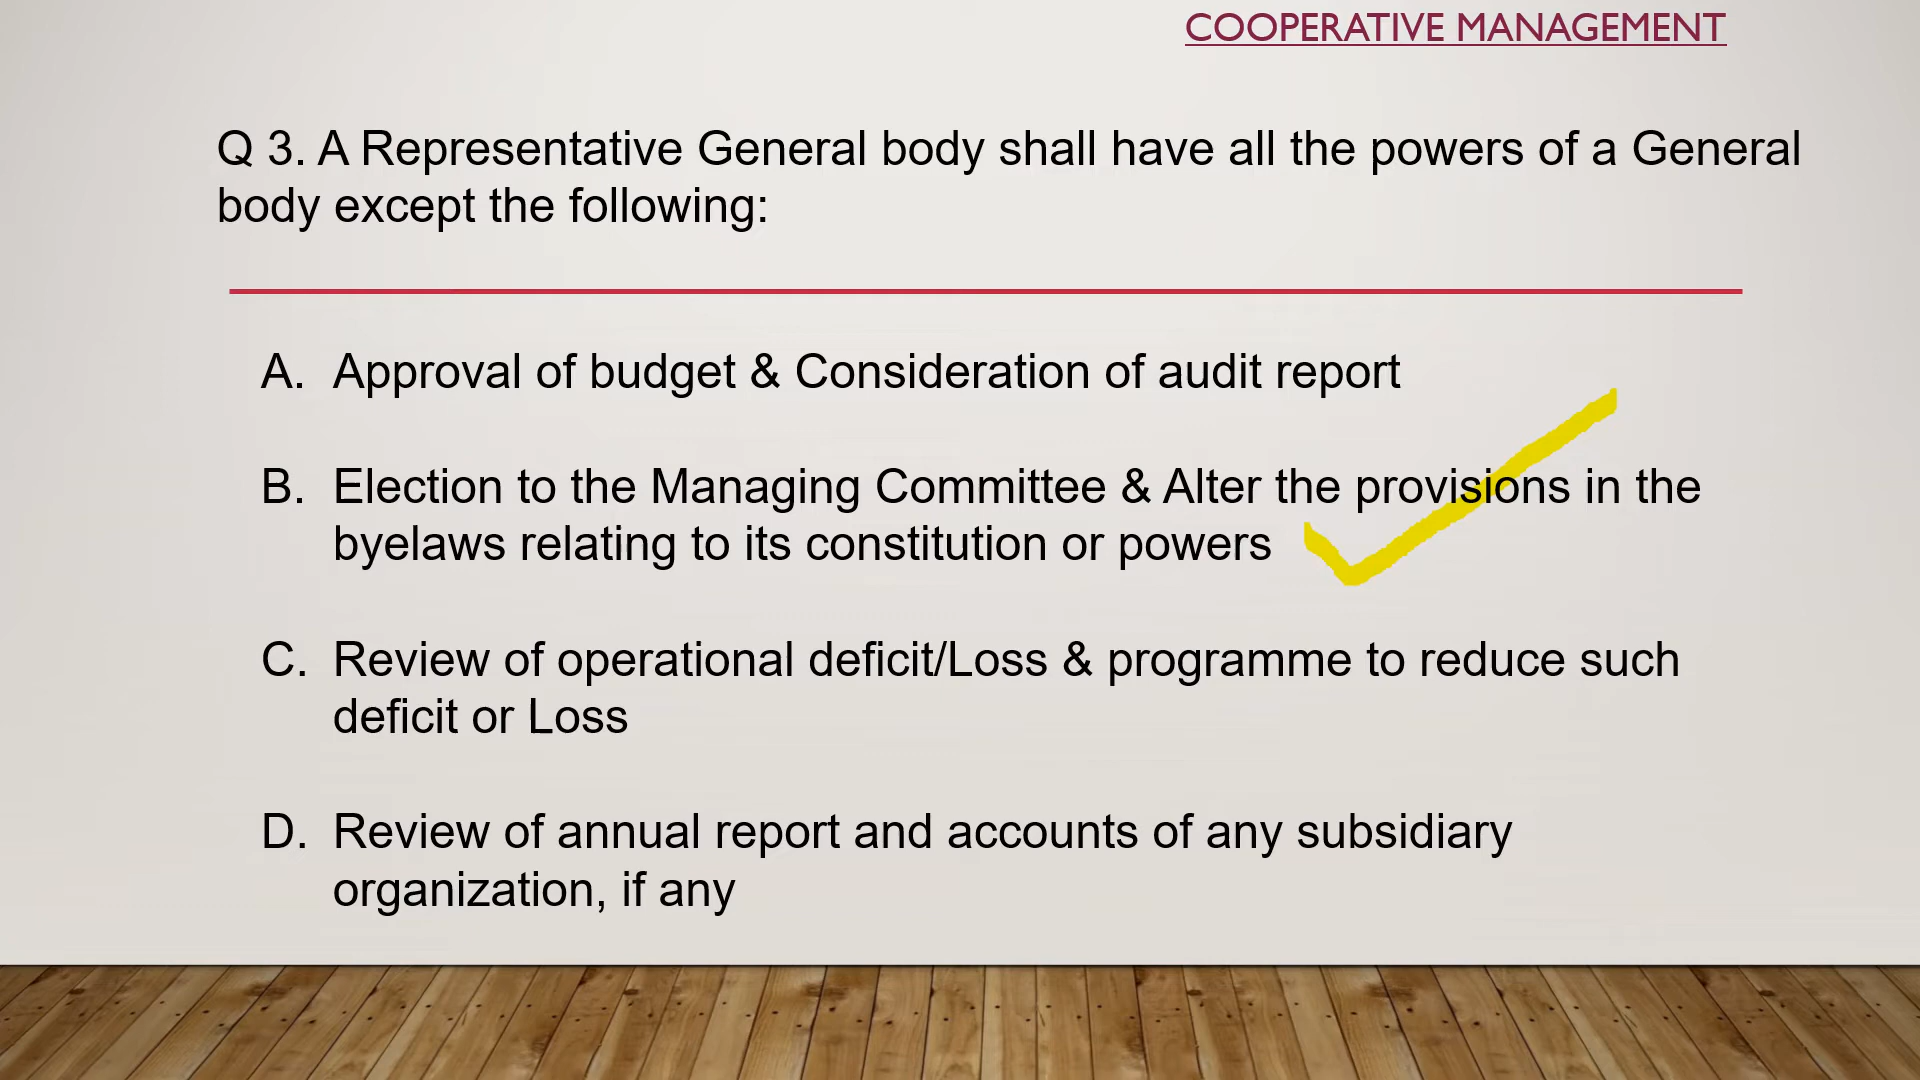 COOPERATIVE MANAGEMENT
Q 3. A Representative General body shall have all the powers of a General
body except the following:
A. Approval of budget & Consideration of audit report
B. Election to the Managing Committee & Alter the provisions in the
byelaws relating to its constitution or powers
C. Review of operational deficit/Loss & programme to reduce such
deficit or Loss
D. Review of annual report and accounts of any subsidiary
organization, if any